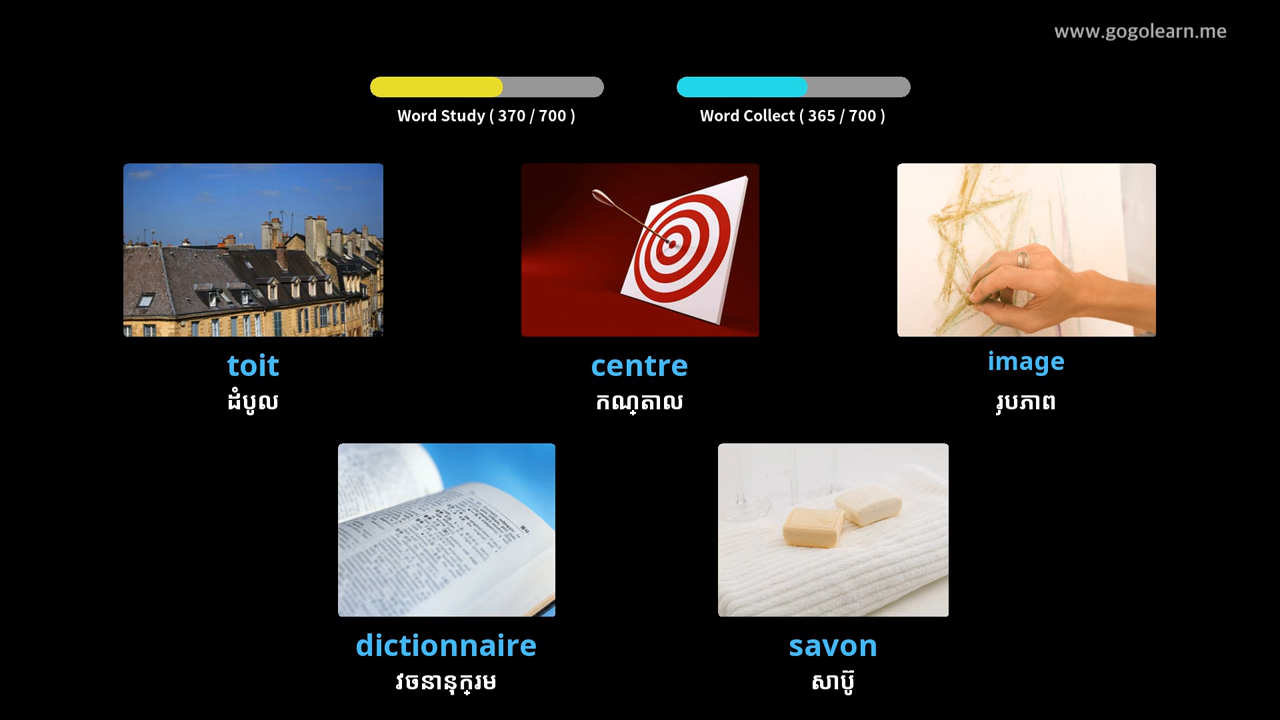 www.gogolearn.me
Word Study ( 370 / 700 )
Word Collect ( 365 / 700 )
toit
ដំបូល
centre
កណ្តាល
image
រូបភាព
dictionnaire
វចនានុក្រម
savon
សាប៊ូ